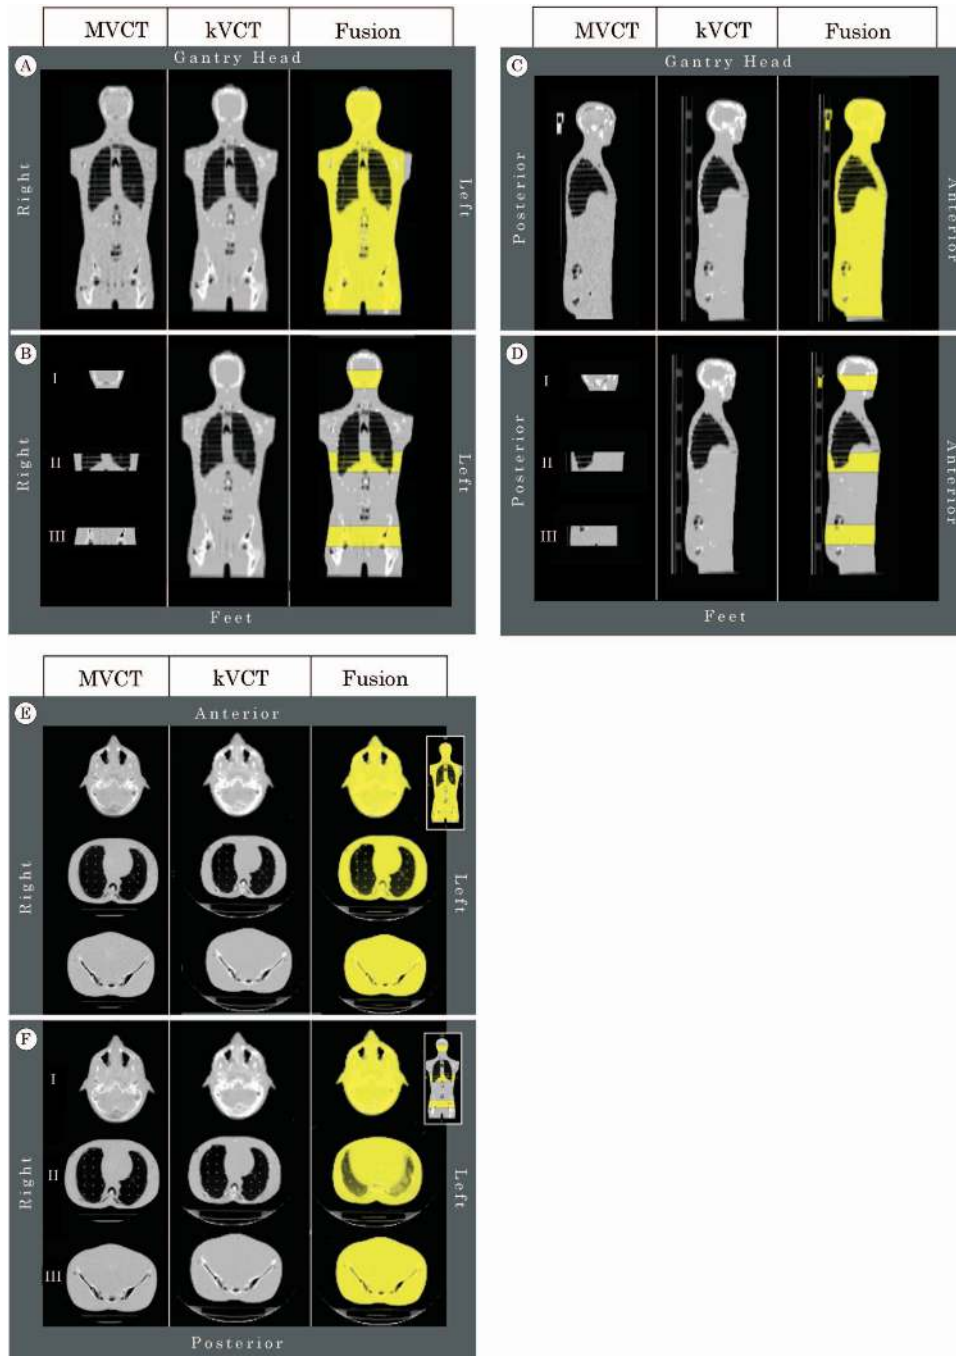 MVCT kVCT Fusion
A Gantry Head
Right
Left
B
Right
I
II
III
Left
Feet
MVCT kVCT Fusion
C Gantry Head
Posterior
Anterior
D
Posterior
I
II
III
Anterior
Feet
MVCT kVCT Fusion
E Anterior
Right
Left
F
Right
I
II
III
Left
Posterior